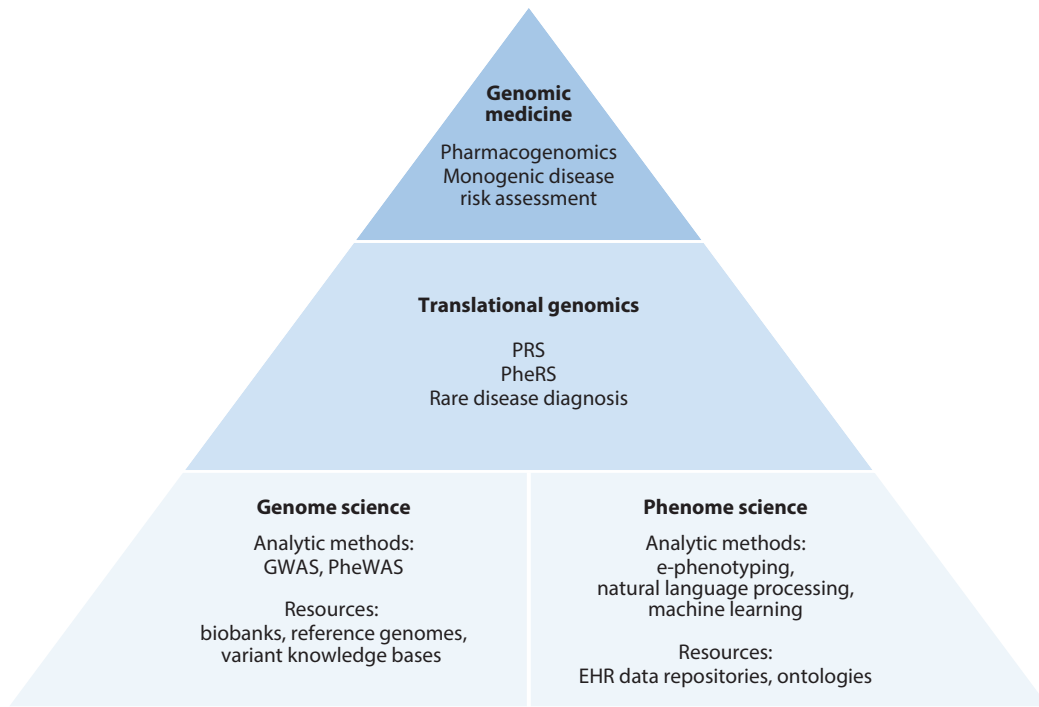 Genomic
medicine
Pharmacogenomics
Monogenic disease
risk assessment
Translational genomics
PRS
PheRS
Rare disease diagnosis
Genome science
Analytic methods:
GWAS, PheWAS
Resources:
biobanks, reference genomes,
variant knowledge bases
Phenome science
Analytic methods:
e-phenotyping,
natural language processing,
machine learning
Resources:
EHR data repositories, ontologies